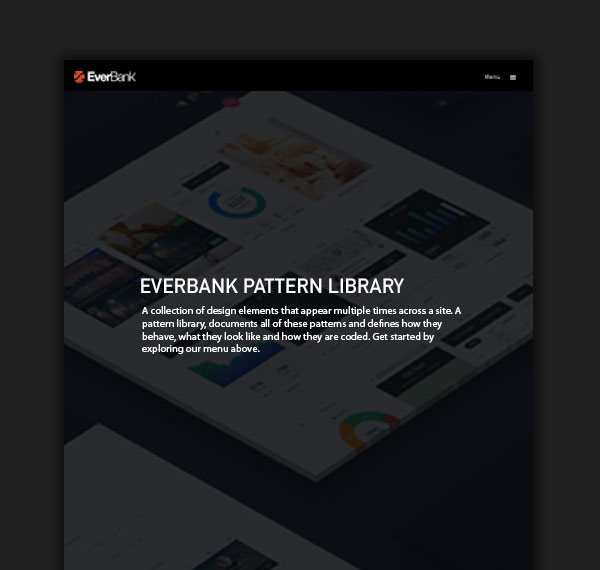 EverBank
Menu
EVERBANK PATTERN LIBRARY
A collection of design elements that appear multiple times across a site. A
pattern library, documents all of these patterns and defines how they
behave, what they look like and how they are coded. Get started by
exploring our menu above.